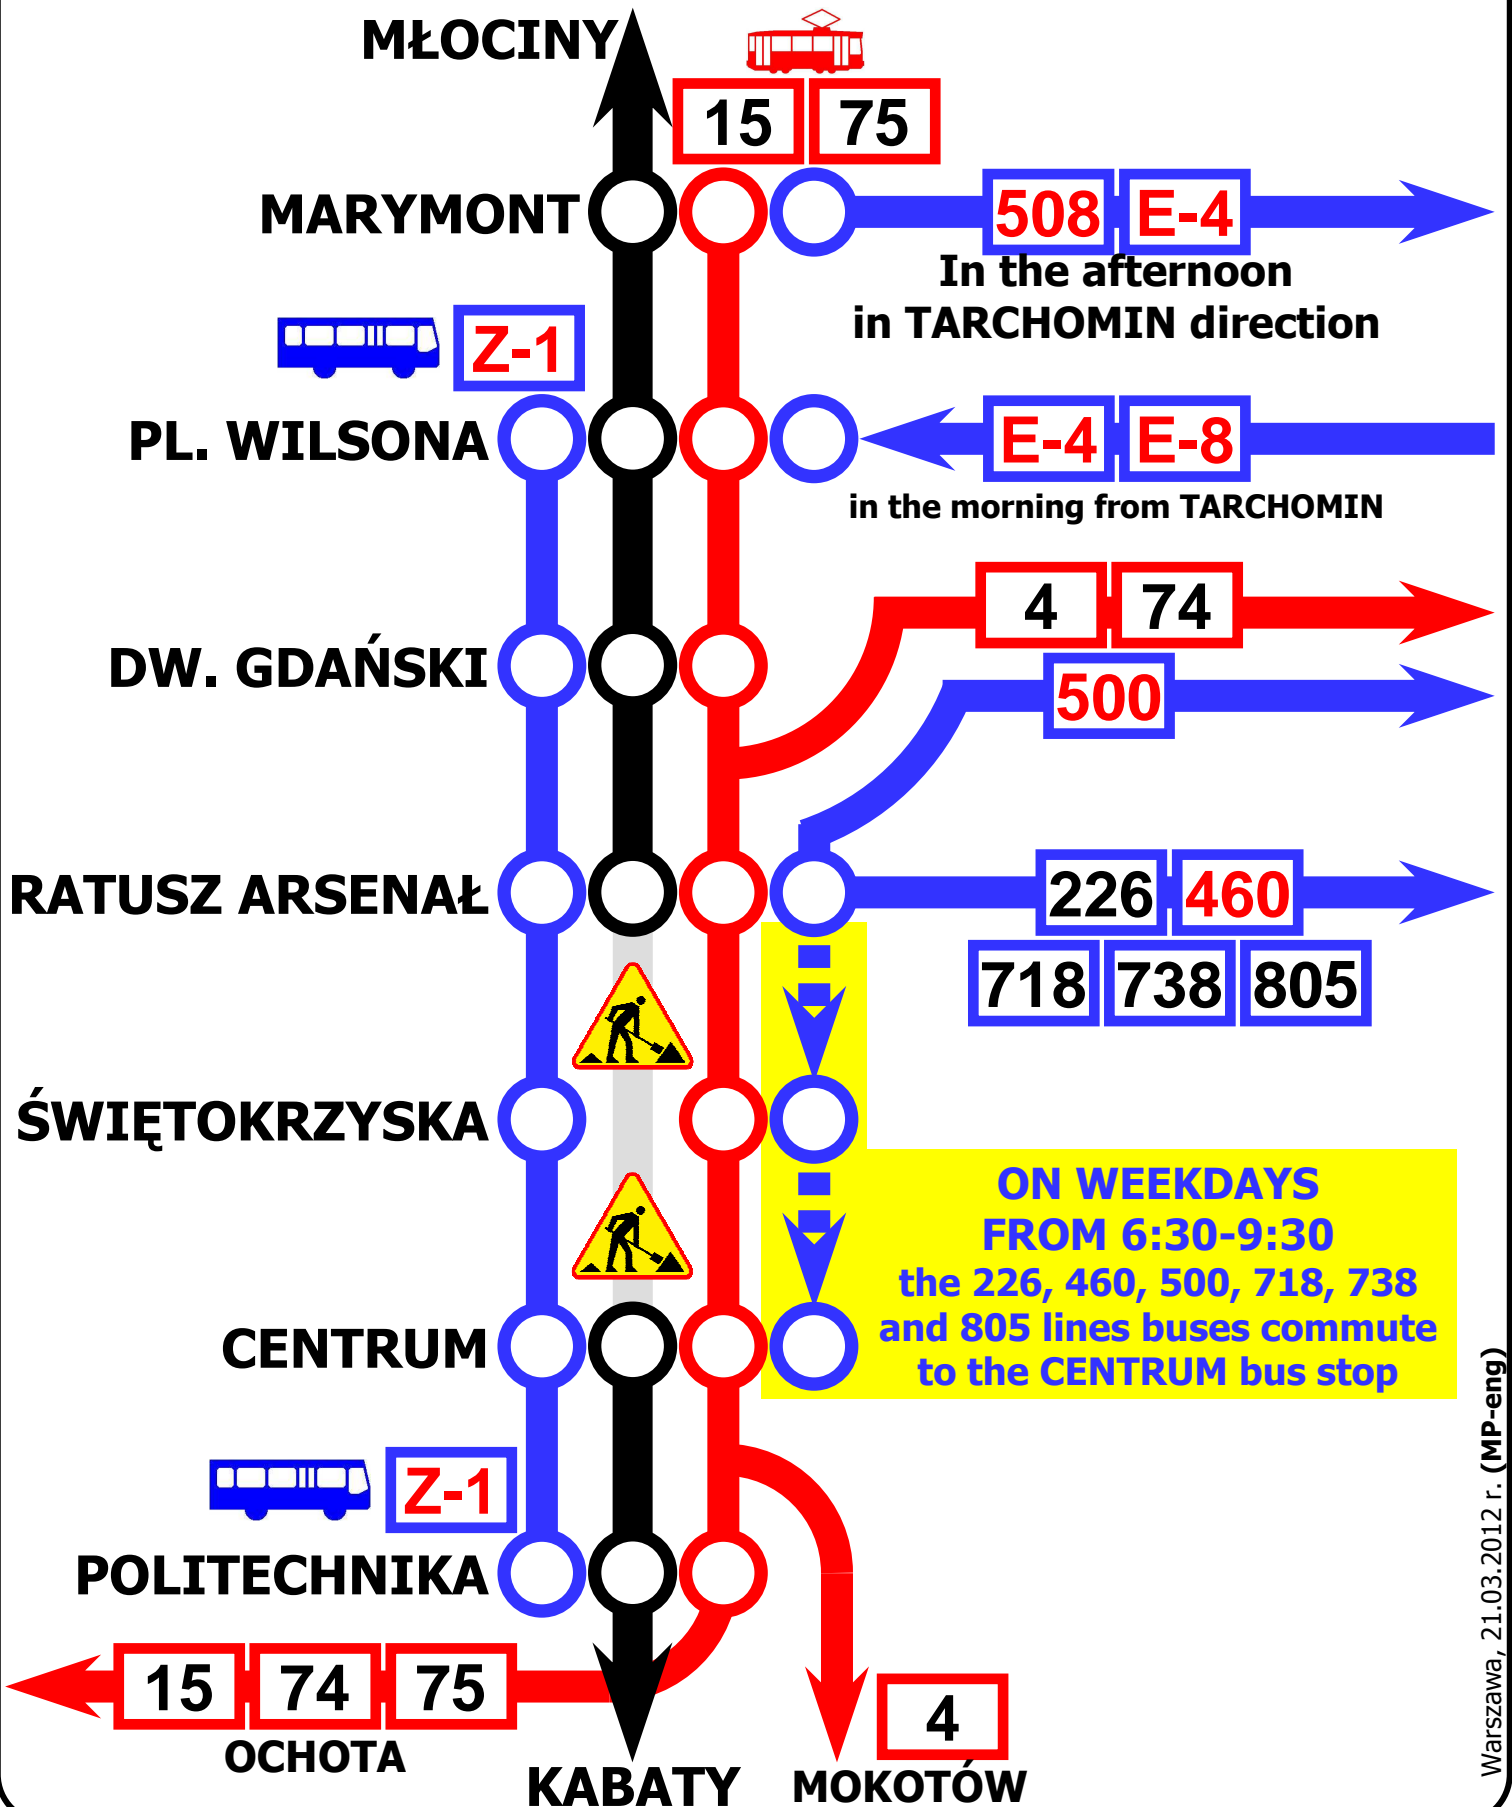 MŁOCINY
15 75
MARYMONT
508 E-4
In the afternoon
in TARCHOMIN direction
Z-1
PL. WILSONA
E-4 E-8
in the morning from TARCHOMIN
4 74
DW. GDAŃSKI
500
RATUSZ ARSENAŁ
226 460
718 738 805
ŚWIĘTOKRZYSKA
ON WEEKDAYS
FROM 6:30-9:30
the 226, 460, 500, 718, 738
and 805 lines buses commute
to the CENTRUM bus stop
CENTRUM
Z-1
POLITECHNIKA
15 74 75
OCHOTA
4
KABATY
MOKOTÓW
Warszawa, 21.03.2012 r. (MP-eng)